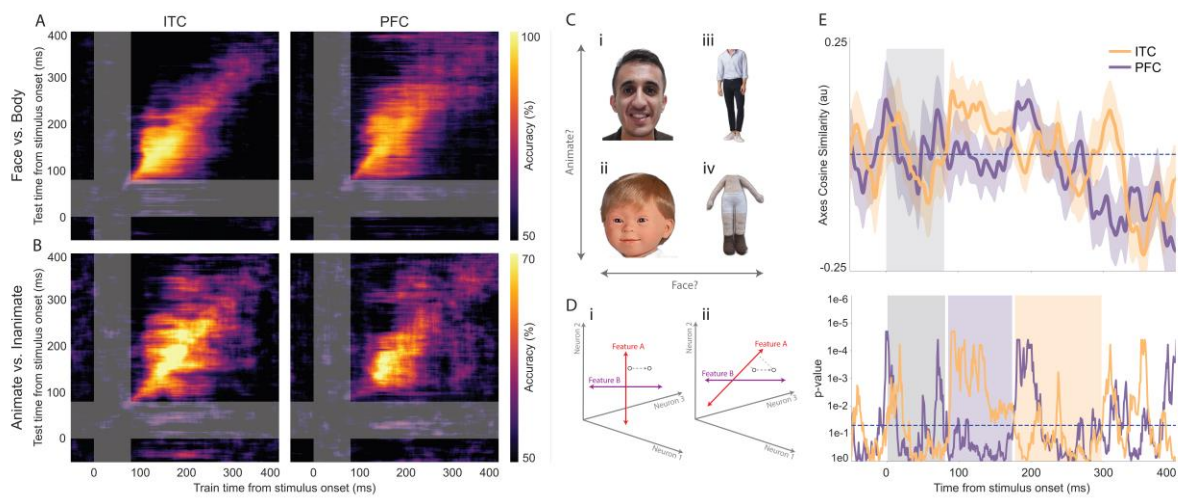 A
ITC
PFC
400
300
200
100
0
Test time from stimulus onset (ms)
Face vs. Body
100
Accuracy (%)
50
B
400
300
200
100
0
Test time from stimulus onset (ms)
Animate vs. Inanimate
70
Accuracy (%)
50
0 100 200 300 400
0 100 200 300 400
Train time from stimulus onset (ms)
C
i
iii
ii
iv
Animate?
Face?
D
i
ii
Neuron 2
Feature A
Feature B
Neuron 3
Neuron 1
Neuron 2
Feature A
Feature B
Neuron 3
Neuron 1
E
0.25
ITC
PFC
Axes Cosine Similarity (au)
-0.25
1e-6
1e-5
1e-4
1e-3
1e-2
1e-1
1e0
p-value
0 100 200 300 400
Time from stimulus onset (ms)